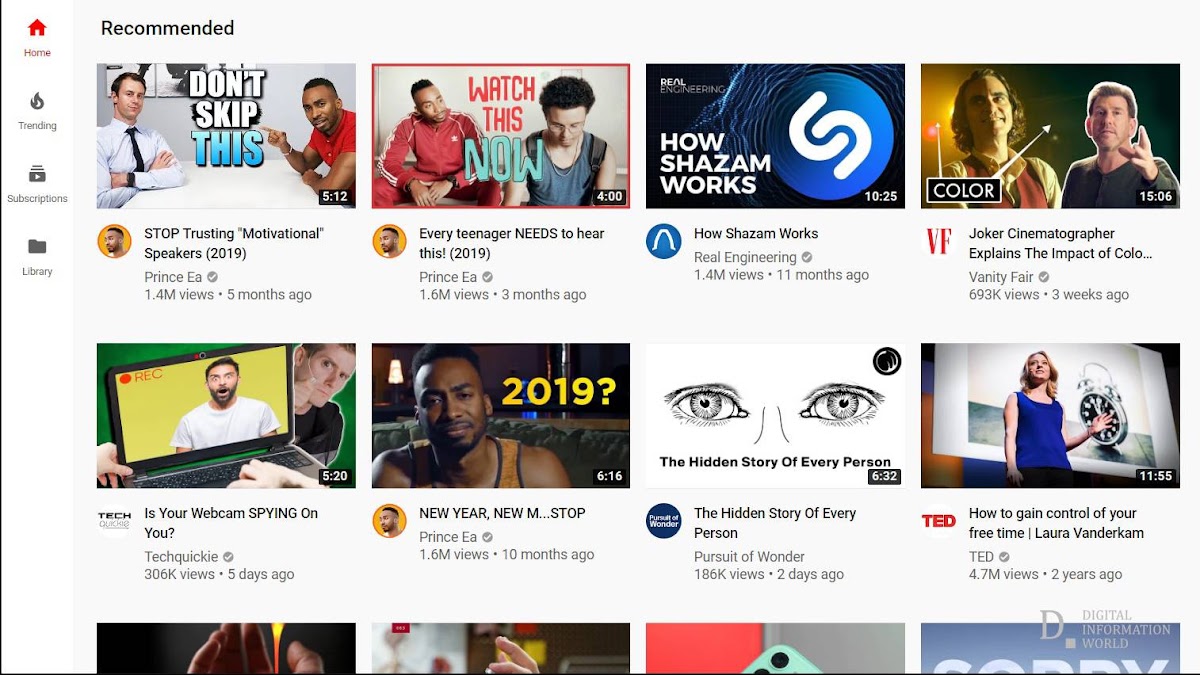 Home
Trending
Subscriptions
Library
Recommended
DON'T
SKIP
THIS
5:12
WATCH
THIS
NOW
4:00
REAL
ENGINEERING
HOW
SHAZAM
WORKS
10:25
COLOR
15:06
STOP Trusting "Motivational"
Speakers (2019)
Prince Ea
1.4M views • 5 months ago
Every teenager NEEDS to hear
this! (2019)
Prince Ea
1.6M views • 3 months ago
How Shazam Works
Real Engineering
1.4M views • 11 months ago
VF
Joker Cinematographer
Explains The Impact of Colo...
Vanity Fair
693K views • 3 weeks ago
REC
5:20
2019?
6:16
The Hidden Story Of Every Person
6:32
11:55
TECH
quickie
Is Your Webcam SPYING On
You?
Techquickie
306K views • 5 days ago
NEW YEAR, NEW M...STOP
Prince Ea
1.6M views • 10 months ago
Pursuit of
Wonder
The Hidden Story Of Every
Person
Pursuit of Wonder
186K views • 2 days ago
TED
How to gain control of your
free time | Laura Vanderkam
TED
4.7M views • 2 years ago
SORRY
D.
DIGITAL
INFORMATION
WORLD